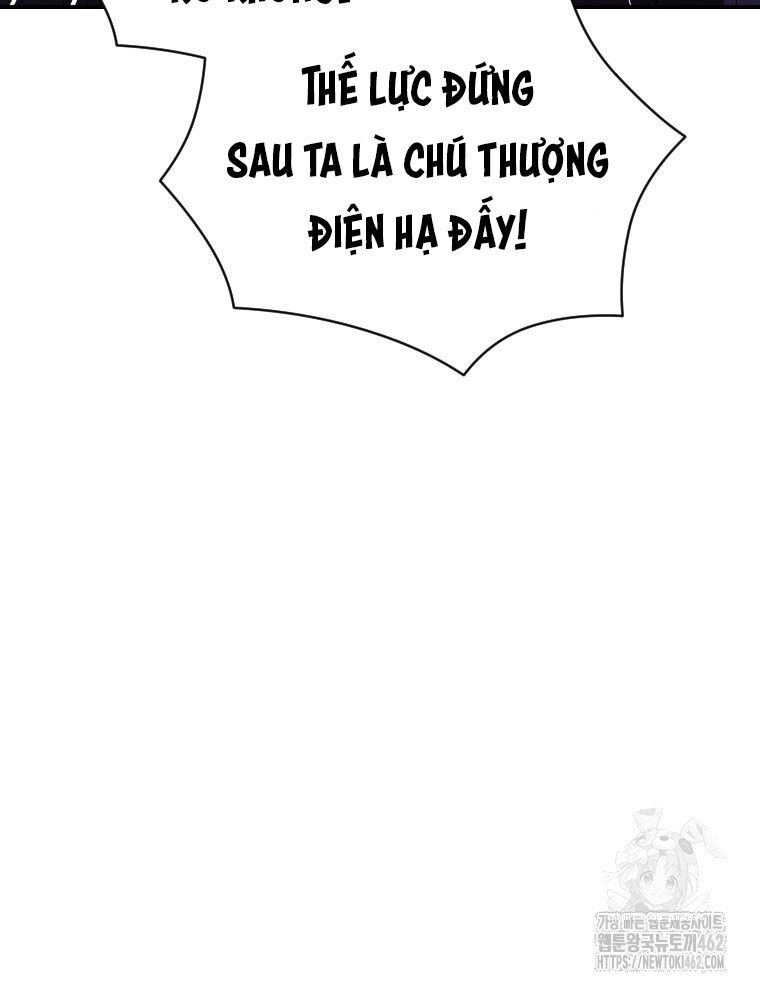 THẾ LỰC ĐỨNG
SAU TA LÀ CHÚ THƯỢNG
ĐIỆN HẠ ĐẤY!
가장 빠른 웹툰제공사이트
웹툰왕국뉴토끼462
HTTPS://NEWTOKI462.COM